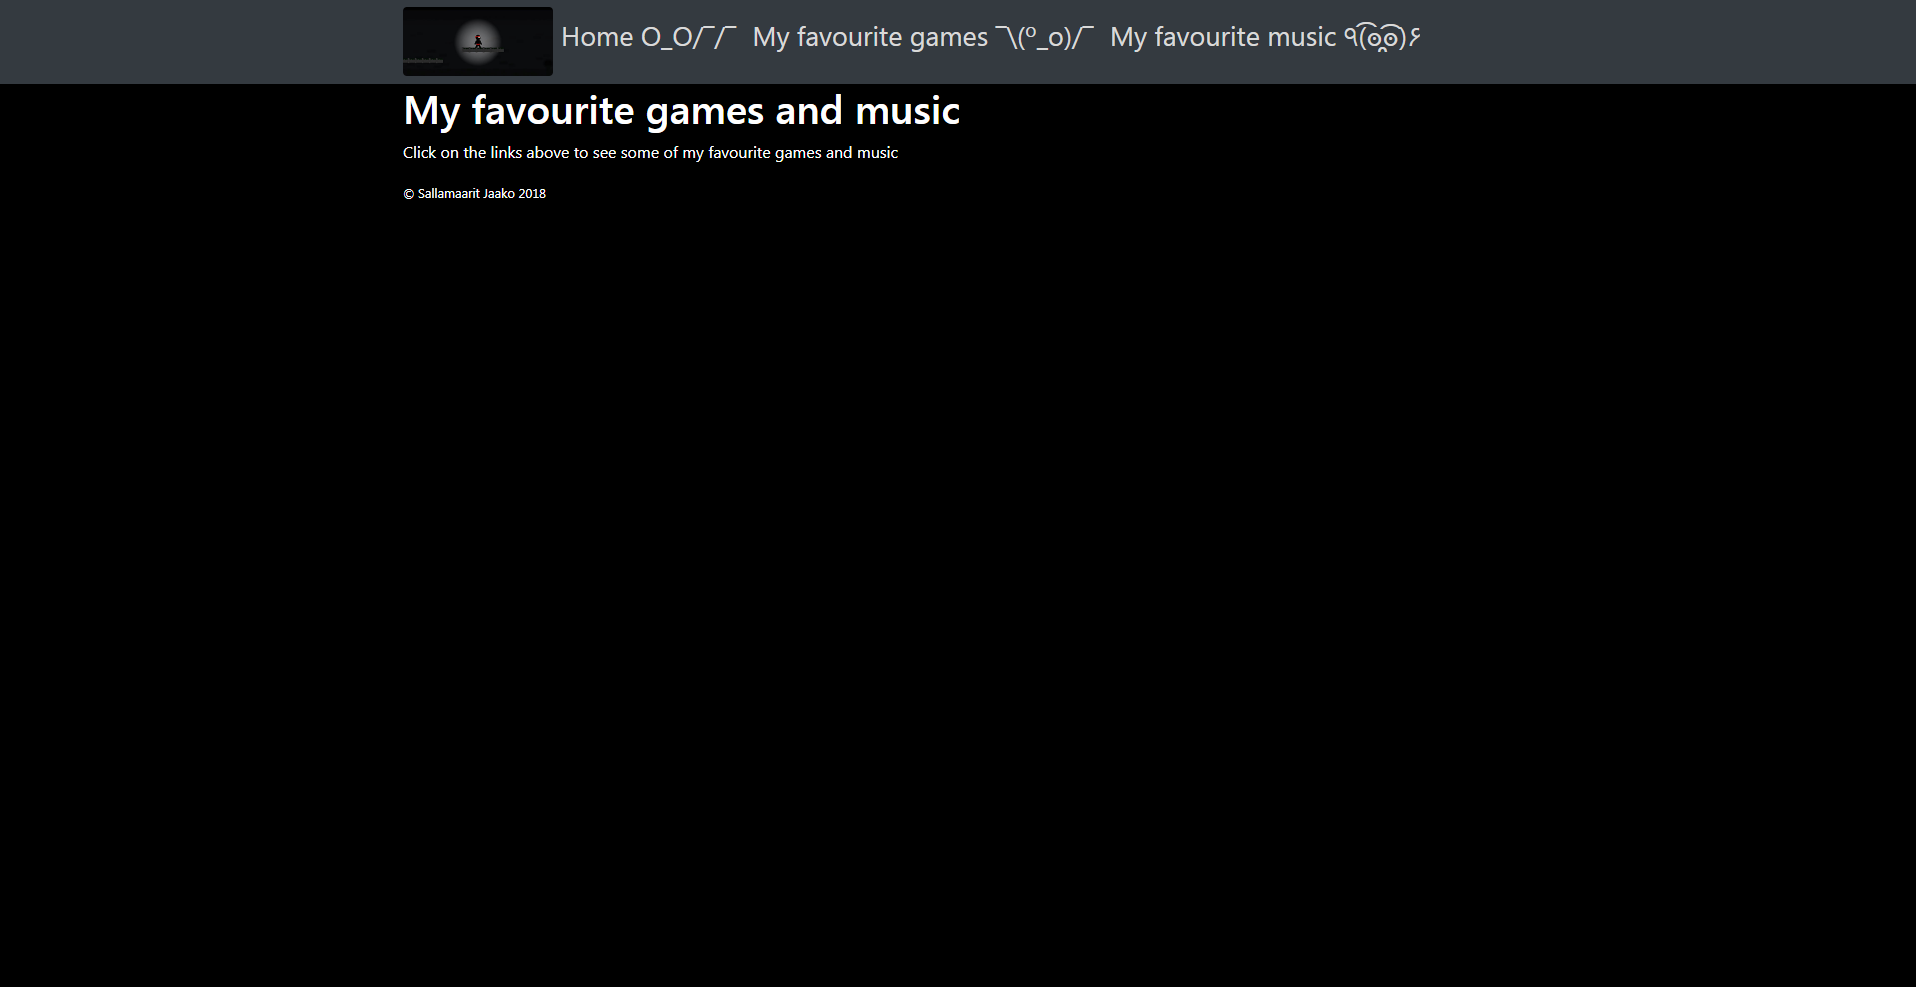 Home O_O/¯/¯ My favourite games ¯\(º_o)/¯ My favourite music ٩(͡๏̯͡๏)۶
My favourite games and music
Click on the links above to see some of my favourite games and music
© Sallamaarit Jaako 2018